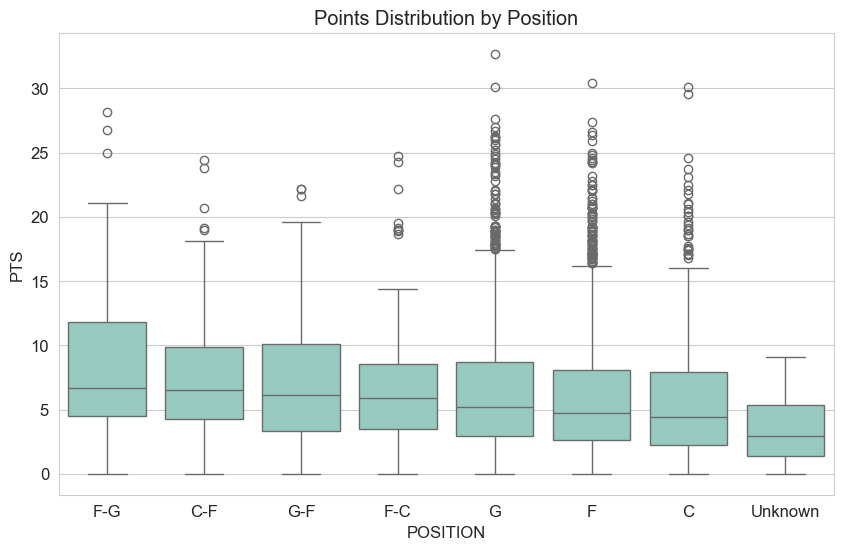 Points Distribution by Position
PTS
30
25
20
15
10
5
0
F-G C-F G-F F-C G F C Unknown
POSITION